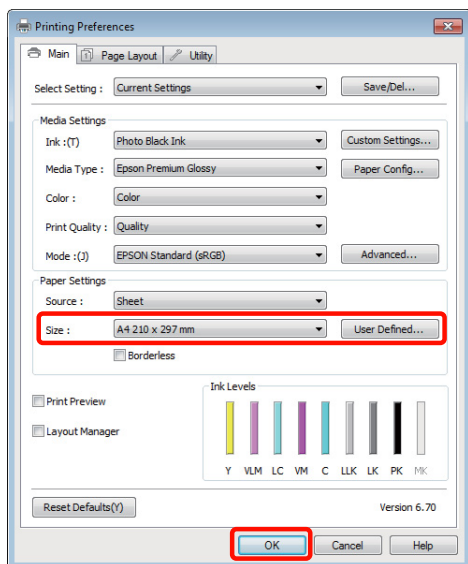 Printing Preferences
Main Page Layout Utility
Select Setting : Current Settings Save/Del...
Media Settings
Ink :(T) Photo Black Ink Custom Settings...
Media Type : Epson Premium Glossy Paper Config...
Color : Color
Print Quality : Quality
Mode :(J) EPSON Standard (sRGB) Advanced...
Paper Settings
Source : Sheet
Size : A4 210 x 297 mm User Defined...
Borderless
Print Preview
Layout Manager
Ink Levels
Y VLM LC VM C LLK LK PK MK
Reset Defaults(Y) Version 6.70
OK Cancel Help